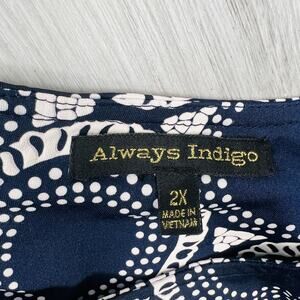 Always Indigo
2X
MADE IN
VIETNAM